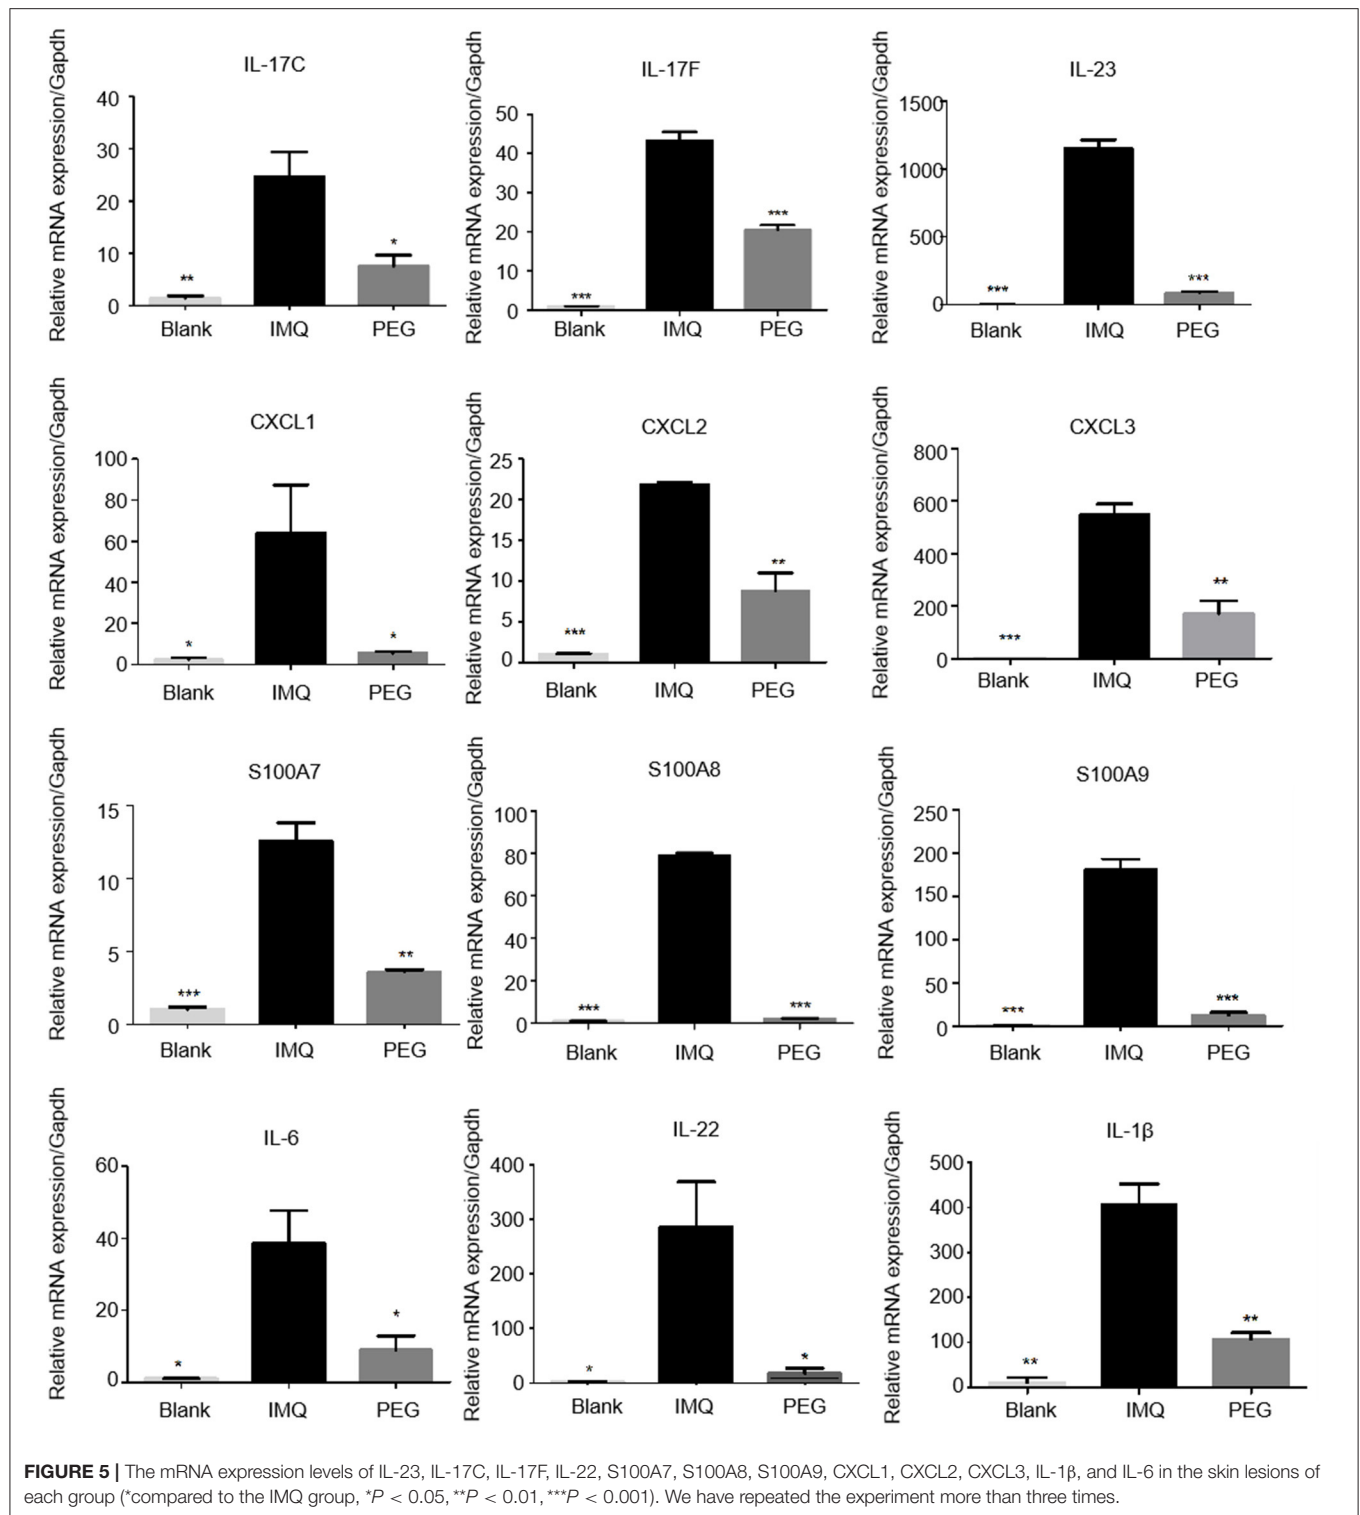 IL-17C
Relative mRNA expression/Gapdh
40
30
20
10
0
**
*
Blank IMQ PEG
IL-17F
Relative mRNA expression/Gapdh
50
40
30
20
10
0
***
***
Blank IMQ PEG
IL-23
Relative mRNA expression/Gapdh
1500
1000
500
0
***
***
Blank IMQ PEG
CXCL1
Relative mRNA expression/Gapdh
100
80
60
40
20
0
*
*
Blank IMQ PEG
CXCL2
Relative mRNA expression/Gapdh
25
20
15
10
5
0
***
**
Blank IMQ PEG
CXCL3
Relative mRNA expression/Gapdh
800
600
400
200
0
***
**
Blank IMQ PEG
S100A7
Relative mRNA expression/Gapdh
15
10
5
0
***
**
Blank IMQ PEG
S100A8
Relative mRNA expression/Gapdh
100
80
60
40
20
0
***
***
Blank IMQ PEG
S100A9
Relative mRNA expression/Gapdh
250
200
150
100
50
0
***
***
Blank IMQ PEG
IL-6
Relative mRNA expression/Gapdh
60
40
20
0
*
*
Blank IMQ PEG
IL-22
Relative mRNA expression/Gapdh
400
300
200
100
0
*
*
Blank IMQ PEG
IL-1β
Relative mRNA expression/Gapdh
500
400
300
200
100
0
**
**
Blank IMQ PEG
FIGURE 5 | The mRNA expression levels of IL-23, IL-17C, IL-17F, IL-22, S100A7, S100A8, S100A9, CXCL1, CXCL2, CXCL3, IL-1β, and IL-6 in the skin lesions of
each group (*compared to the IMQ group, *P < 0.05, **P < 0.01, ***P < 0.001). We have repeated the experiment more than three times.